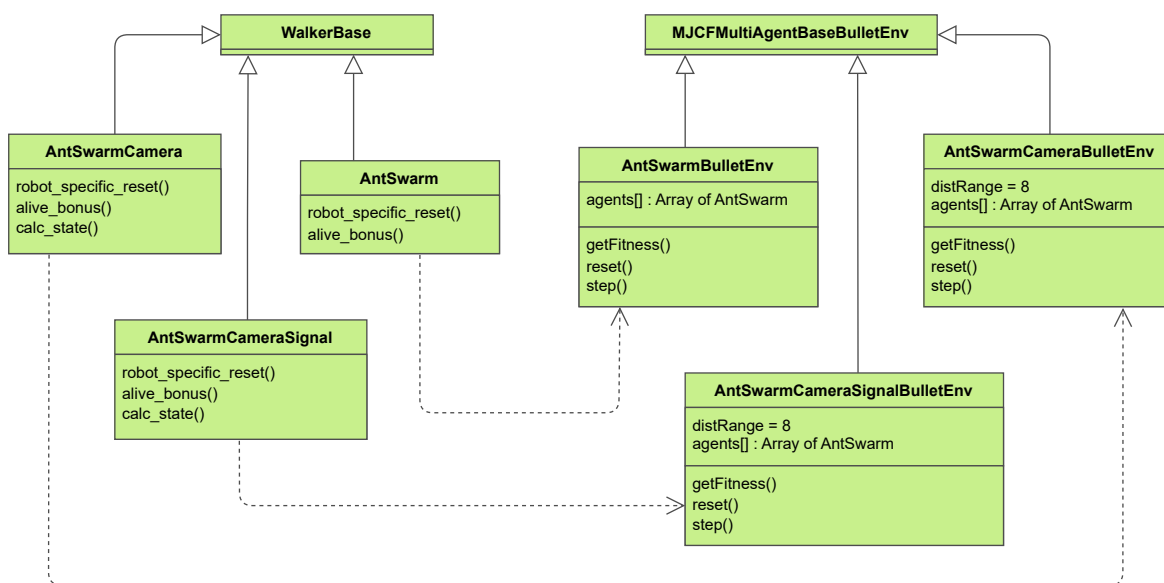 WalkerBase
MJCFMultiAgentBaseBulletEnv
AntSwarmCamera
robot_specific_reset()
alive_bonus()
calc_state()
AntSwarm
robot_specific_reset()
alive_bonus()
AntSwarmBulletEnv
agents[] : Array of AntSwarm
getFitness()
reset()
step()
AntSwarmCameraBulletEnv
distRange = 8
agents[] : Array of AntSwarm
getFitness()
reset()
step()
AntSwarmCameraSignal
robot_specific_reset()
alive_bonus()
calc_state()
AntSwarmCameraSignalBulletEnv
distRange = 8
agents[] : Array of AntSwarm
getFitness()
reset()
step()